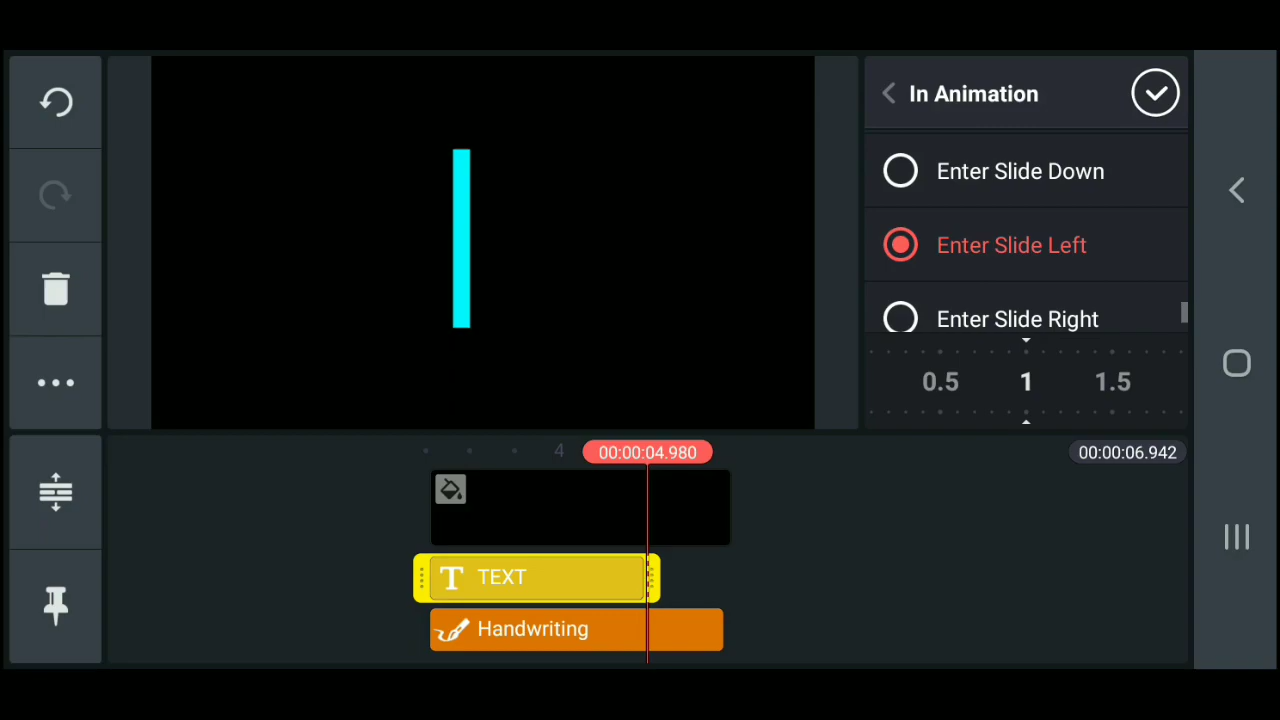 In Animation
Enter Slide Down
Enter Slide Left
Enter Slide Right
0.5 1 1.5
4 00:00:04.980 00:00:06.942
T TEXT
Handwriting